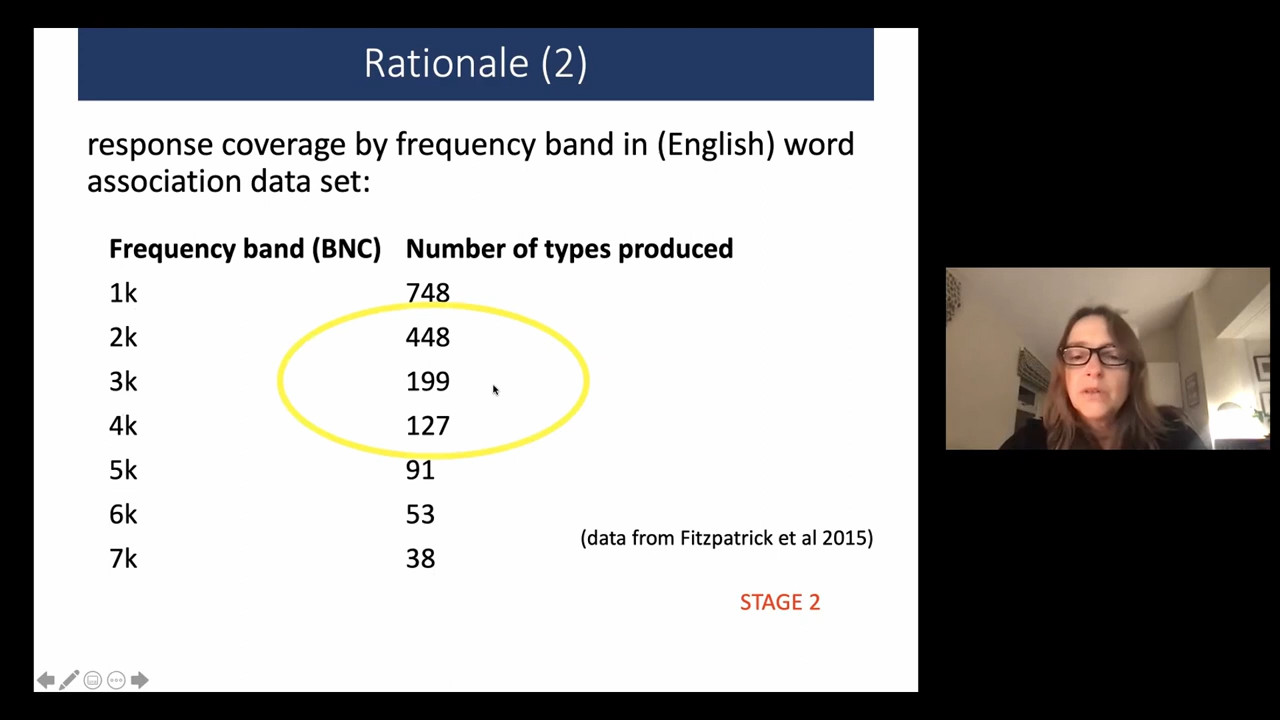 Rationale (2)
response coverage by frequency band in (English) word
association data set:
Frequency band (BNC) Number of types produced
1k 748
2k 448
3k 199
4k 127
5k 91
6k 53
7k 38
(data from Fitzpatrick et al 2015)
STAGE 2